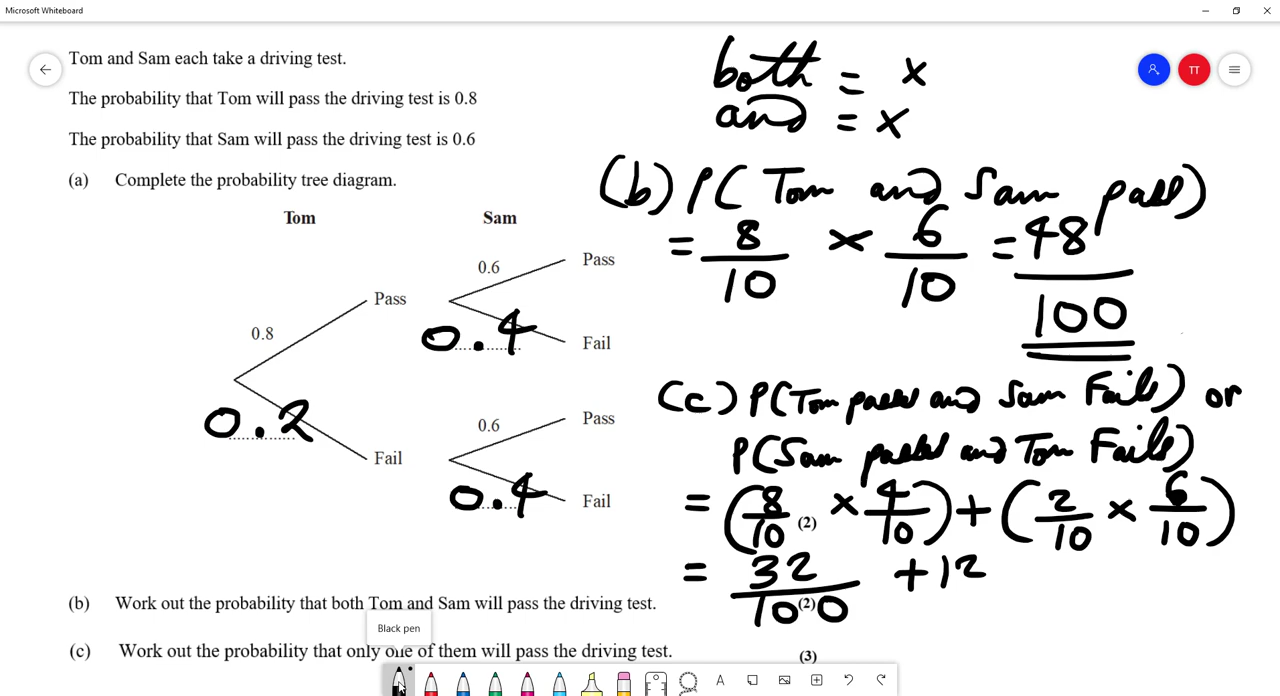 Microsoft Whiteboard
Tom and Sam each take a driving test.
The probability that Tom will pass the driving test is 0.8
The probability that Sam will pass the driving test is 0.6
(a) Complete the probability tree diagram.
Tom Sam
0.6 Pass
Pass
0.8
0.4 Fail
0.2
0.6 Pass
Fail
0.4 Fail
(2)
(b) Work out the probability that both Tom and Sam will pass the driving test.
(2)
Black pen
(c) Work out the probability that only one of them will pass the driving test.
(3)
both = x
and = x
TT
(b) P( Tom and Sam pass)
= 8/10 × 6/10 = 48/100
(c) P(Tom passes and Sam Fails) or
P(Sam passes and Tom Fails)
= (8/10 × 4/10) + (2/10 × 6/10)
= 32/100 + 12
A